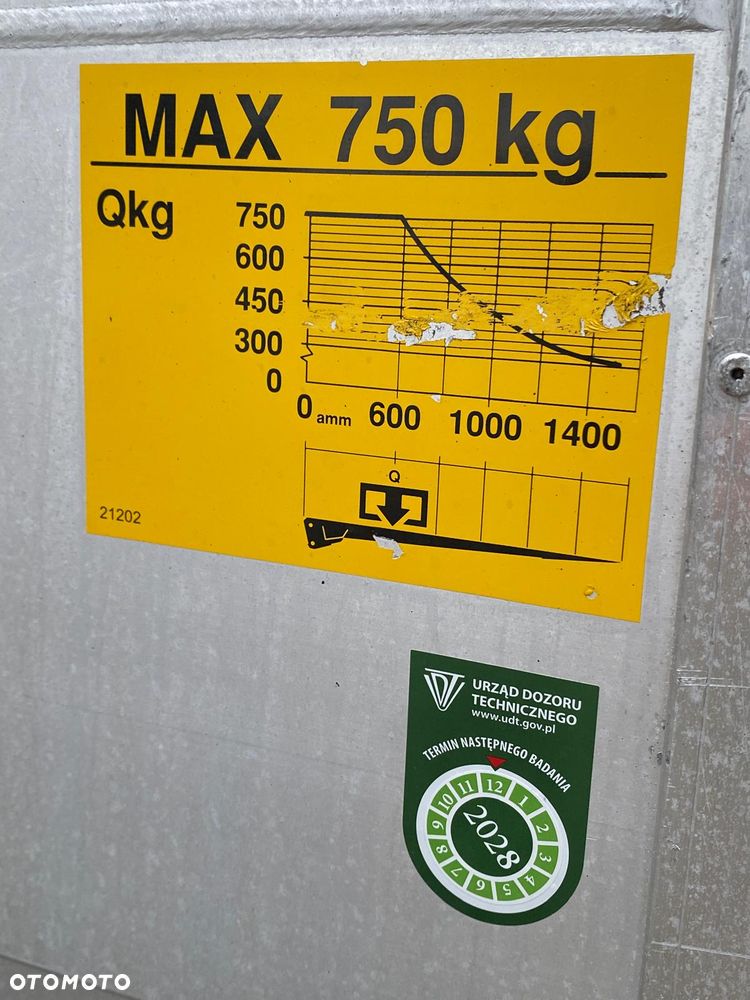 MAX 750 kg
Qkg
750
600
450
300
0
0 amm 600 1000 1400
Q
21202
URZĄD DOZORU
TECHNICZNEGO
www.udt.gov.pl
TERMIN NASTĘPNEGO BADANIA
12 1 2 3 4 5 6 7 8 9 10 11
2028
OTOMOTO